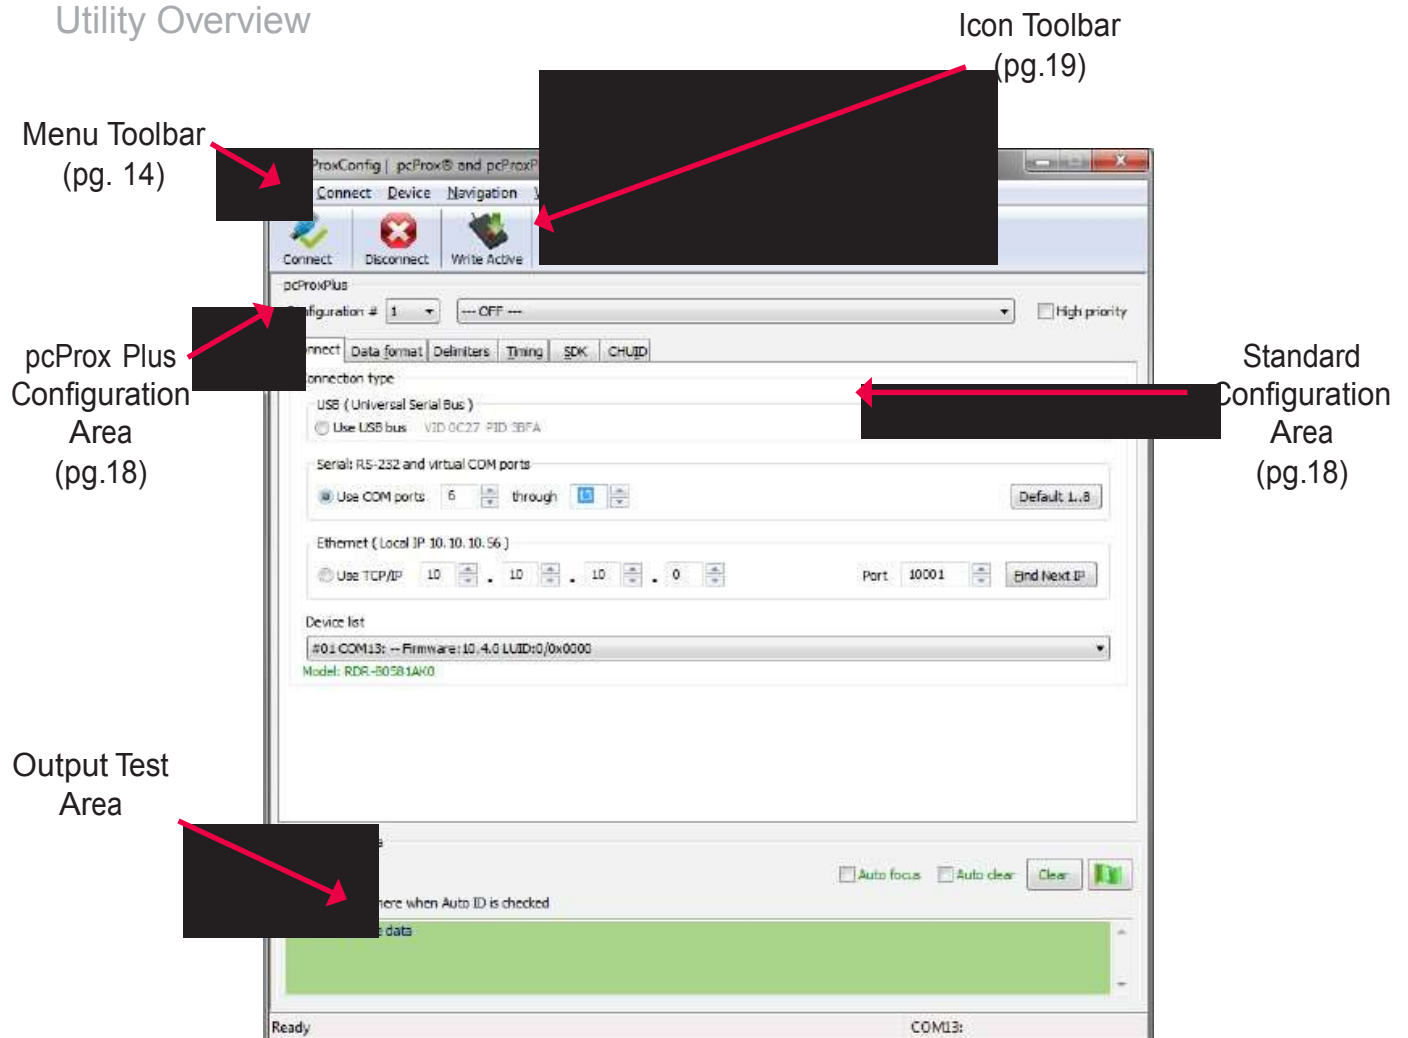 Utility Overview
Icon Toolbar
(pg.19)
Menu Toolbar
(pg. 14)
ProxConfig | pcProx® and pcProxP
Connect Device Navigation
Connect Disconnect Write Active
pcProxPlus
figuration # 1 --- OFF --- High priority
nnect Data format Delimiters Timing SDK CHUID
pcProx Plus
Configuration
Area
(pg.18)
Standard
Configuration
Area
(pg.18)
onnection type
USB ( Universal Serial Bus )
Use USB bus VID 0C27 PID 3BFA
Serial: RS-232 and virtual COM ports
Use COM ports 6 through Default 1..8
Ethernet ( Local IP 10.10.10.56 )
Use TCP/IP 10 . 10 . 10 . 0 Port 10001 Find Next IP
Device list
#01 COM13: -- Firmware:10.4.0 LUID:0/0x0000
Model: RDR-80581AK0
Output Test
Area
Auto focus Auto clear Clear
here when Auto ID is checked
data
Ready COM13: